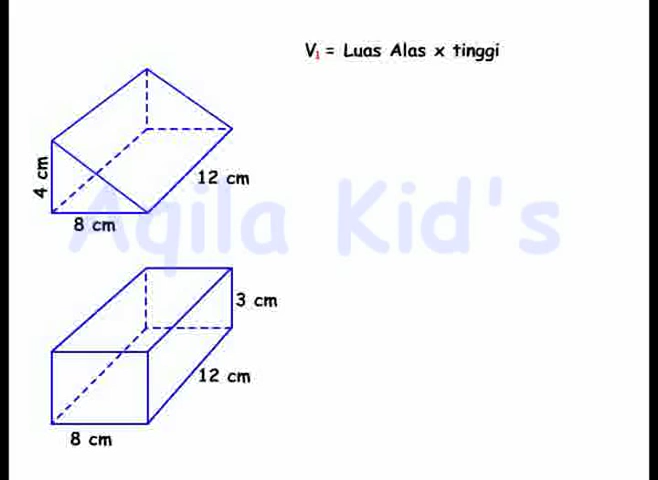 V₁ = Luas Alas x tinggi
4 cm
12 cm
8 cm
Aqila Kid's
3 cm
12 cm
8 cm